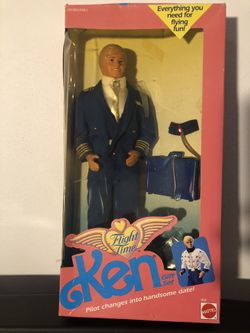 Everything you
need for
flying
fun!
Flight
Time
Ken
Pilot changes into handsome date!
MATTEL